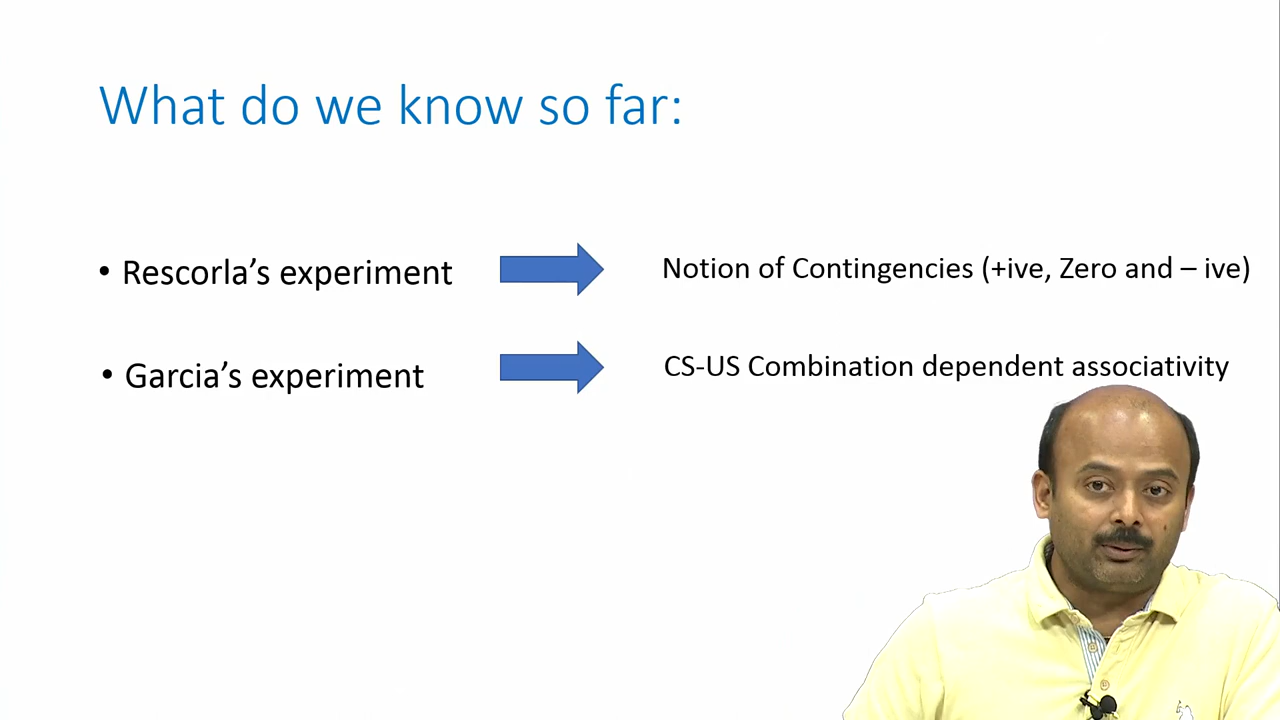 What do we know so far:
• Rescorla’s experiment
Notion of Contingencies (+ive, Zero and – ive)
• Garcia’s experiment
CS-US Combination dependent associativity